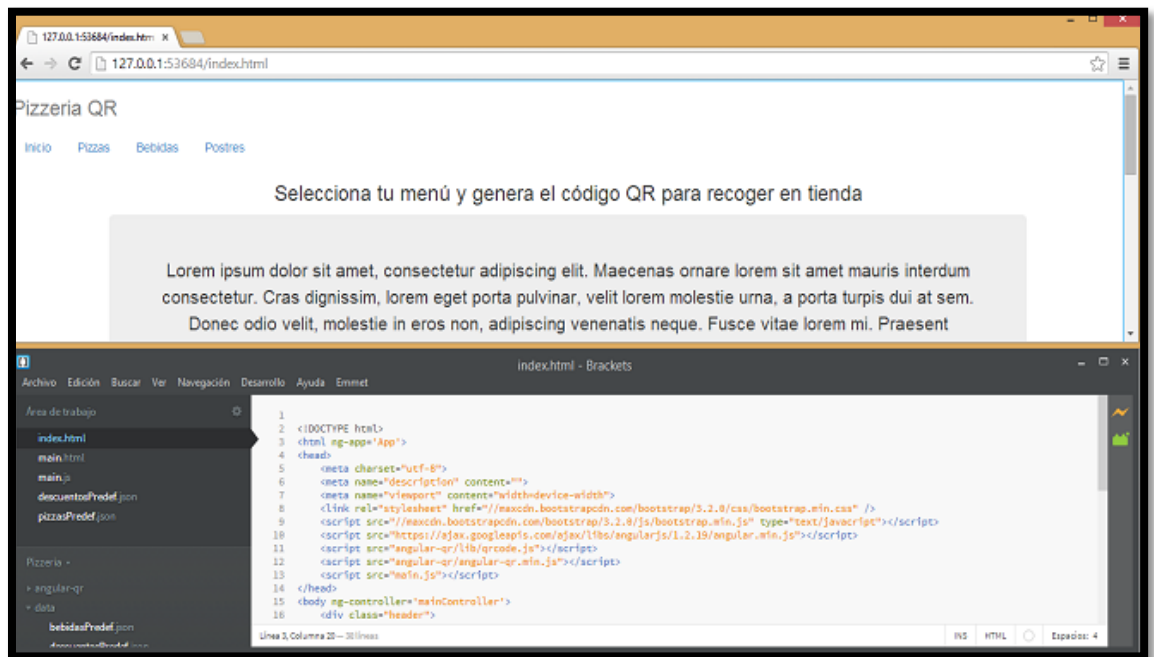 127.0.0.1:53684/index.htm
127.0.0.1:53684/index.html
Pizzeria QR
Inicio Pizzas Bebidas Postres
Selecciona tu menú y genera el código QR para recoger en tienda
Lorem ipsum dolor sit amet, consectetur adipiscing elit. Maecenas ornare lorem sit amet mauris interdum
consectetur. Cras dignissim, lorem eget porta pulvinar, velit lorem molestie urna, a porta turpis dui at sem.
Donec odio velit, molestie in eros non, adipiscing venenatis neque. Fusce vitae lorem mi. Praesent
index.html - Brackets
Archivo Edición Buscar Ver Navegación Desarrollo Ayuda Emmet
Área de trabajo
index.html
main.html
main.js
descuentosPredef.json
pizzasPredef.json
Pizzeria
angular-qr
data
bebidasPredef.json
descuentosPredef.json
1
2 <!DOCTYPE html>
3 <html ng-app='App'>
4 <head>
5 <meta charset="utf-8">
6 <meta name="description" content="">
7 <meta name="viewport" content="width=device-width">
8 <link rel="stylesheet" href="//maxcdn.bootstrapcdn.com/bootstrap/3.2.0/css/bootstrap.min.css" />
9 <script src="//maxcdn.bootstrapcdn.com/bootstrap/3.2.0/js/bootstrap.min.js" type="text/javacript"></script>
10 <script src="https://ajax.googleapis.com/ajax/libs/angularjs/1.2.19/angular.min.js"></script>
11 <script src="angular-qr/lib/qrcode.js"></script>
12 <script src="angular-qr/angular-qr.min.js"></script>
13 <script src="main.js"></script>
14 </head>
15 <body ng-controller='mainController'>
16 <div class="header">
Línea 3, Columna 20 — 38 líneas INS HTML Espacios: 4